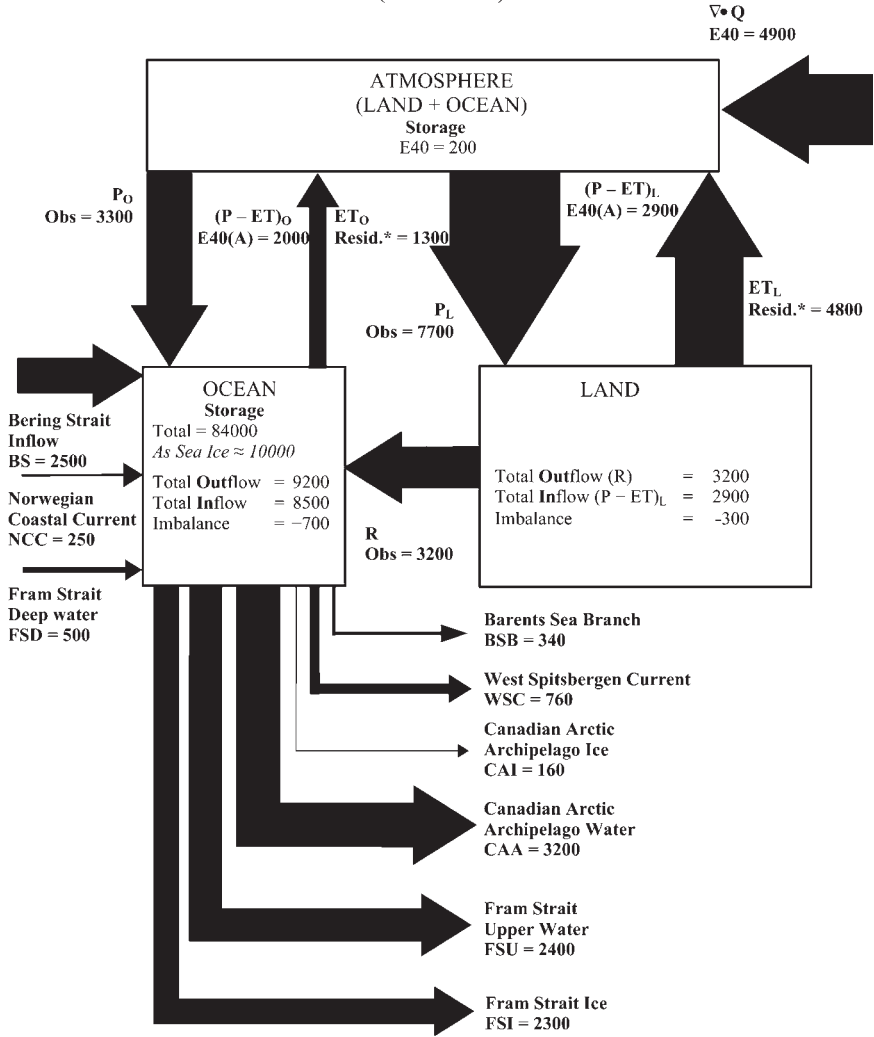 ∇• Q
E40 = 4900
ATMOSPHERE
(LAND + OCEAN)
Storage
E40 = 200
P_O
Obs = 3300
(P – ET)_O
E40(A) = 2000
ET_O
Resid.* = 1300
(P – ET)_L
E40(A) = 2900
P_L
Obs = 7700
ET_L
Resid.* = 4800
Bering Strait
Inflow
BS = 2500
Norwegian
Coastal Current
NCC = 250
Fram Strait
Deep water
FSD = 500
OCEAN
Storage
Total = 84000
As Sea Ice ≈ 10000
Total Outflow = 9200
Total Inflow = 8500
Imbalance = −700
R
Obs = 3200
LAND
Total Outflow (R) = 3200
Total Inflow (P – ET)_L = 2900
Imbalance = -300
Barents Sea Branch
BSB = 340
West Spitsbergen Current
WSC = 760
Canadian Arctic
Archipelago Ice
CAI = 160
Canadian Arctic
Archipelago Water
CAA = 3200
Fram Strait
Upper Water
FSU = 2400
Fram Strait Ice
FSI = 2300